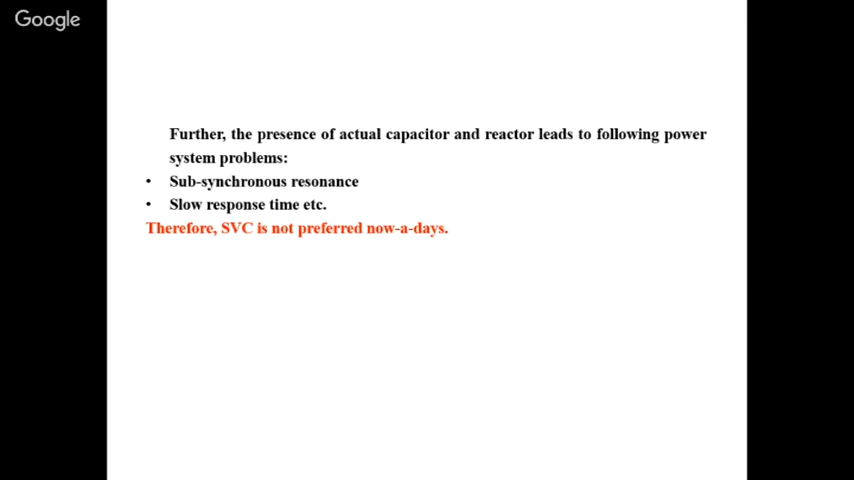 Google
Further, the presence of actual capacitor and reactor leads to following power
system problems:
• Sub-synchronous resonance
• Slow response time etc.
Therefore, SVC is not preferred now-a-days.